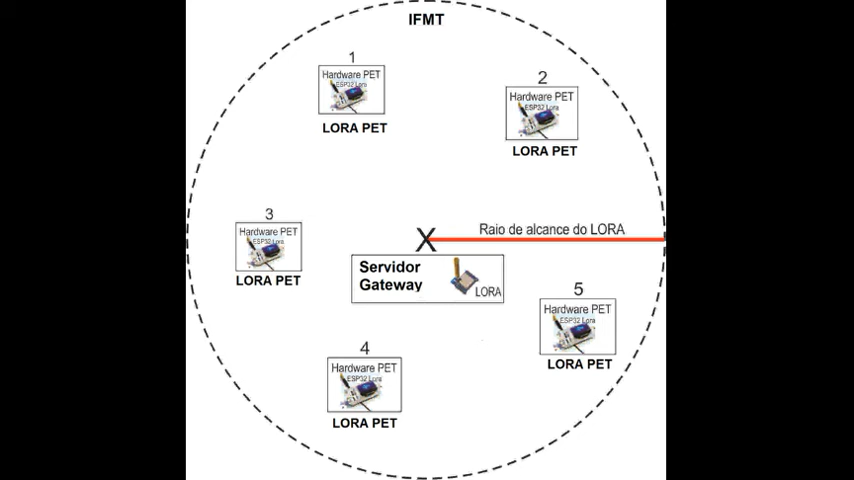 IFMT
1
Hardware PET
ESP32 Lora
LORA PET
2
Hardware PET
ESP32 Lora
LORA PET
3
Hardware PET
ESP32 Lora
LORA PET
X
Raio de alcance do LORA
Servidor
Gateway
LORA
4
Hardware PET
ESP32 Lora
LORA PET
5
Hardware PET
ESP32 Lora
LORA PET